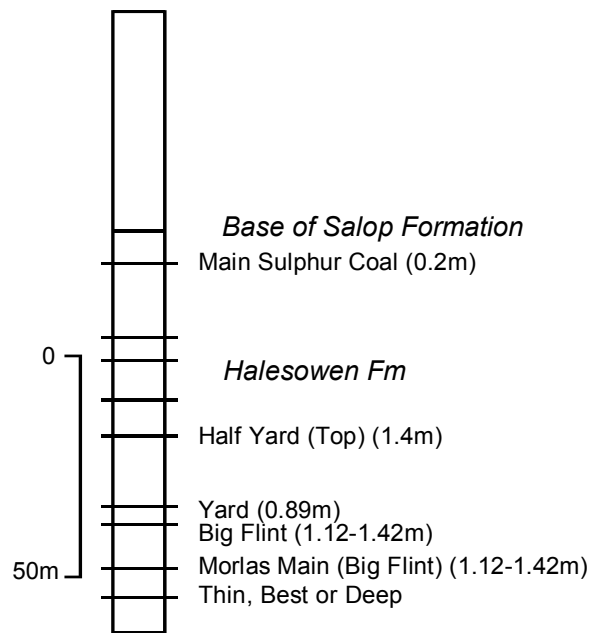 Base of Salop Formation
Main Sulphur Coal (0.2m)
0
Halesowen Fm
Half Yard (Top) (1.4m)
Yard (0.89m)
Big Flint (1.12-1.42m)
Morlas Main (Big Flint) (1.12-1.42m)
50m
Thin, Best or Deep